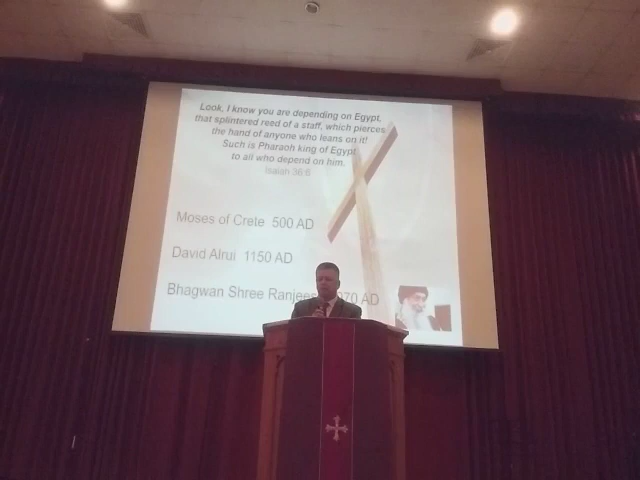 Look, I know you are depending on Egypt,
that splintered reed of a staff, which pierces
the hand of anyone who leans on it!
Such is Pharaoh king of Egypt
to all who depend on him.
Isaiah 36:6
Moses of Crete 500 AD
David Alrui 1150 AD
Bhagwan Shree 70 AD